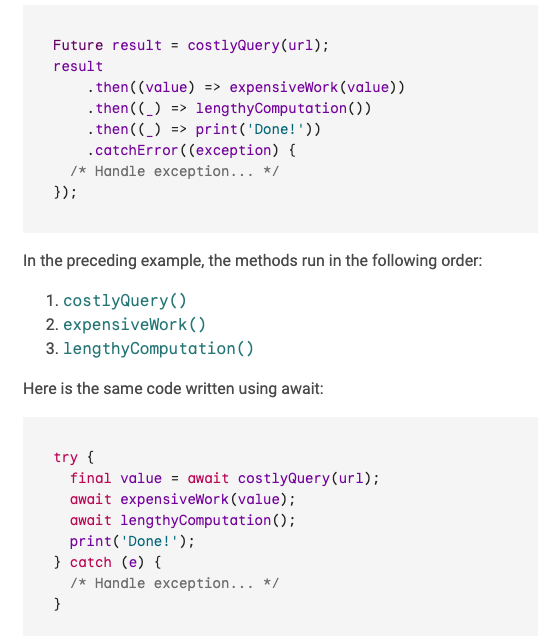 Future result = costlyQuery(url);
result
    .then((value) => expensiveWork(value))
    .then((_) => lengthyComputation())
    .then((_) => print('Done!'))
    .catchError((exception) {
  /* Handle exception... */
});
In the preceding example, the methods run in the following order:
1. costlyQuery()
2. expensiveWork()
3. lengthyComputation()
Here is the same code written using await:
try {
  final value = await costlyQuery(url);
  await expensiveWork(value);
  await lengthyComputation();
  print('Done!');
} catch (e) {
  /* Handle exception... */
}